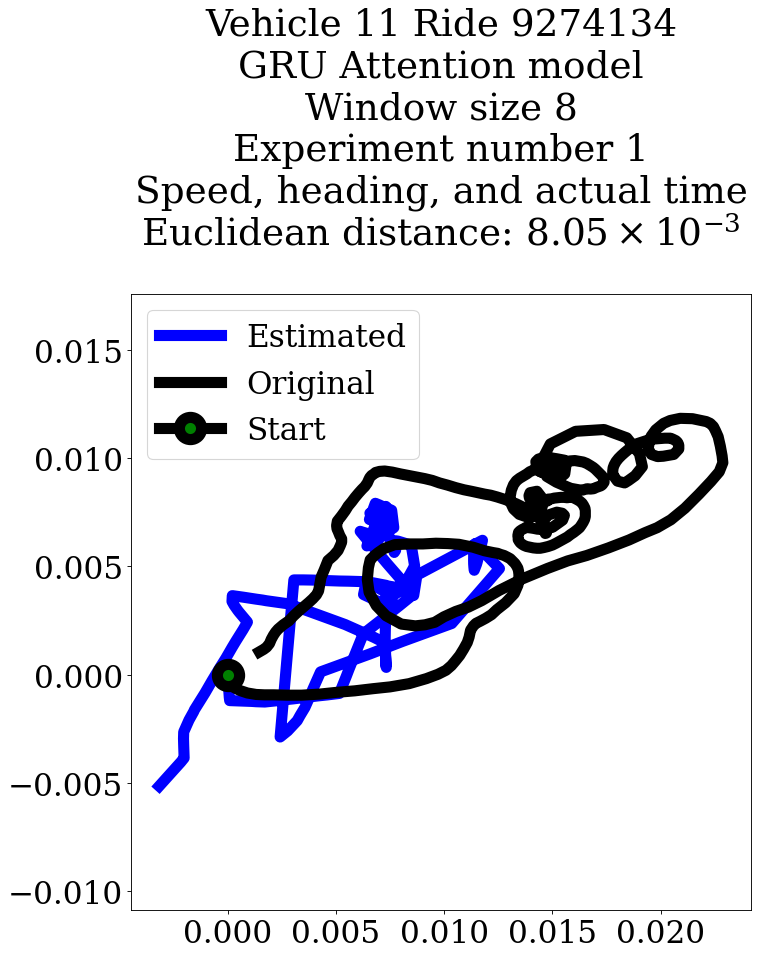 Vehicle 11 Ride 9274134
GRU Attention model
Window size 8
Experiment number 1
Speed, heading, and actual time
Euclidean distance: 8.05 × 10⁻³
Estimated
Original
Start
0.015
0.010
0.005
0.000
−0.005
−0.010
0.000 0.005 0.010 0.015 0.020